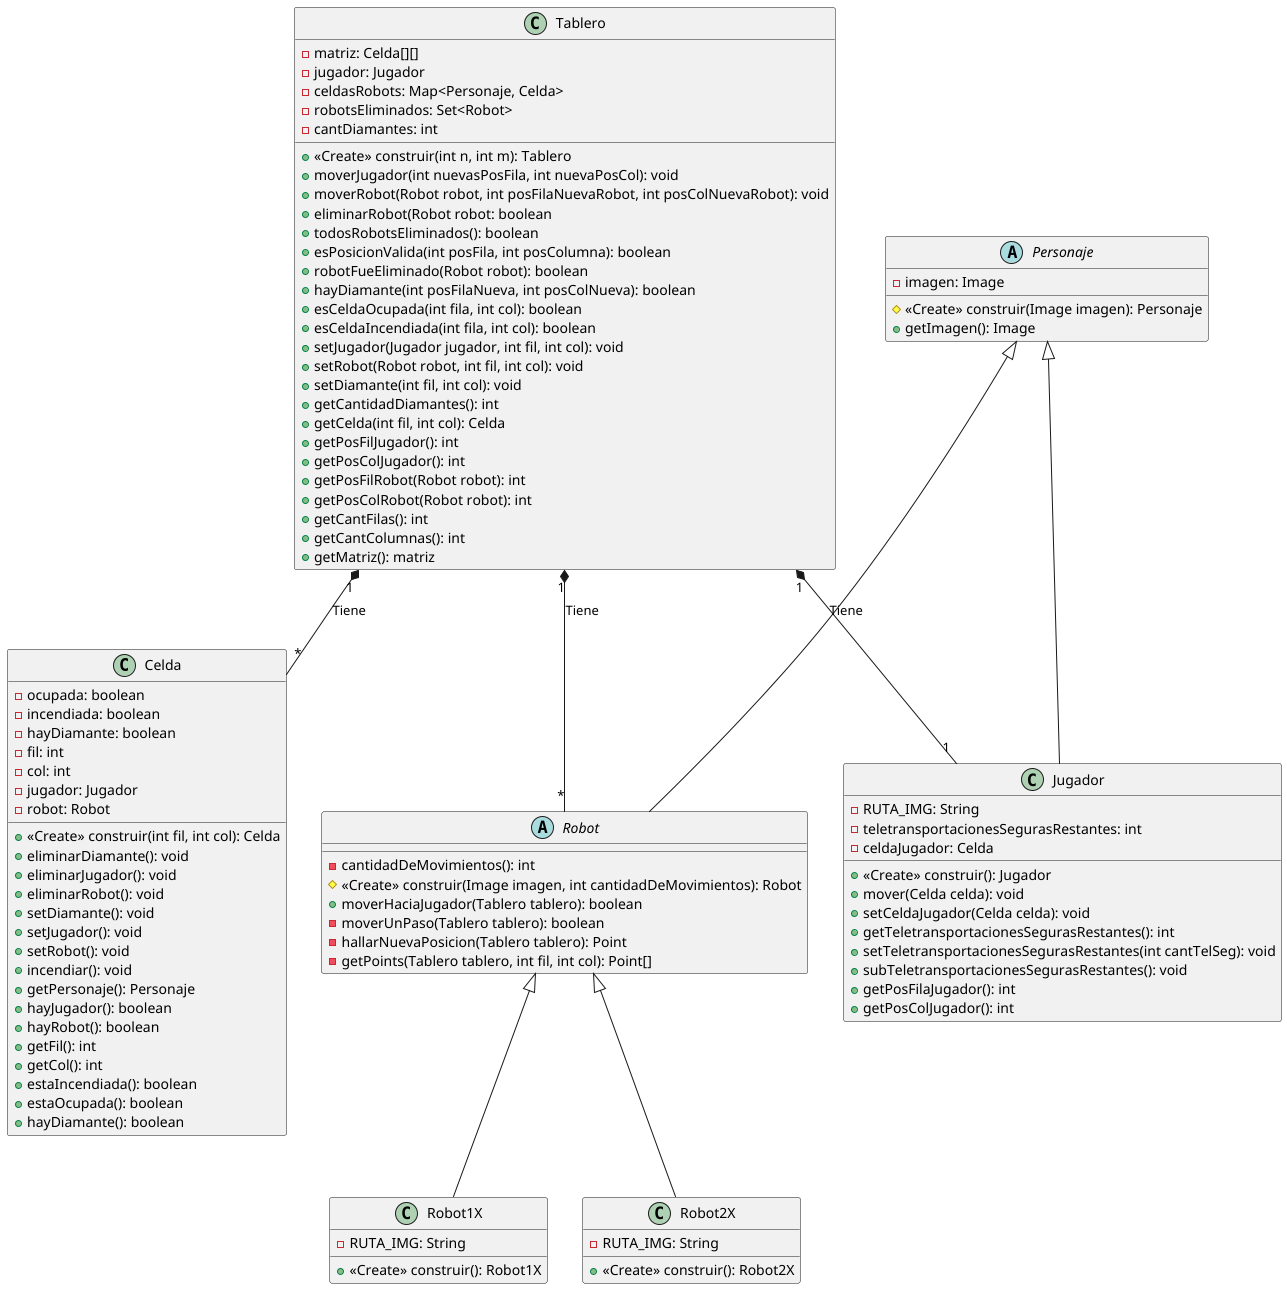 Tablero
matriz: Celda[][]
jugador: Jugador
celdasRobots: Map<Personaje, Celda>
robotsEliminados: Set<Robot>
cantDiamantes: int
«Create» construir(int n, int m): Tablero
moverJugador(int nuevasPosFila, int nuevaPosCol): void
moverRobot(Robot robot, int posFilaNuevaRobot, int posColNuevaRobot): void
eliminarRobot(Robot robot: boolean
todosRobotsEliminados(): boolean
esPosicionValida(int posFila, int posColumna): boolean
robotFueEliminado(Robot robot): boolean
hayDiamante(int posFilaNueva, int posColNueva): boolean
esCeldaOcupada(int fila, int col): boolean
esCeldaIncendiada(int fila, int col): boolean
setJugador(Jugador jugador, int fil, int col): void
setRobot(Robot robot, int fil, int col): void
setDiamante(int fil, int col): void
getCantidadDiamantes(): int
getCelda(int fil, int col): Celda
getPosFilJugador(): int
getPosColJugador(): int
getPosFilRobot(Robot robot): int
getPosColRobot(Robot robot): int
getCantFilas(): int
getCantColumnas(): int
getMatriz(): matriz
A Personaje
imagen: Image
«Create» construir(Image imagen): Personaje
getImagen(): Image
1
1
1
Tiene
Tiene
Tiene
*
*
1
C Celda
ocupada: boolean
incendiada: boolean
hayDiamante: boolean
fil: int
col: int
jugador: Jugador
robot: Robot
«Create» construir(int fil, int col): Celda
eliminarDiamante(): void
eliminarJugador(): void
eliminarRobot(): void
setDiamante(): void
setJugador(): void
setRobot(): void
incendiar(): void
getPersonaje(): Personaje
hayJugador(): boolean
hayRobot(): boolean
getFil(): int
getCol(): int
estaIncendiada(): boolean
estaOcupada(): boolean
hayDiamante(): boolean
A Robot
cantidadDeMovimientos(): int
«Create» construir(Image imagen, int cantidadDeMovimientos): Robot
moverHaciaJugador(Tablero tablero): boolean
moverUnPaso(Tablero tablero): boolean
hallarNuevaPosicion(Tablero tablero): Point
getPoints(Tablero tablero, int fil, int col): Point[]
C Jugador
RUTA_IMG: String
teletransportacionesSegurasRestantes: int
celdaJugador: Celda
«Create» construir(): Jugador
mover(Celda celda): void
setCeldaJugador(Celda celda): void
getTeletransportacionesSegurasRestantes(): int
setTeletransportacionesSegurasRestantes(int cantTelSeg): void
subTeletransportacionesSegurasRestantes(): void
getPosFilaJugador(): int
getPosColJugador(): int
C Robot1X
RUTA_IMG: String
«Create» construir(): Robot1X
C Robot2X
RUTA_IMG: String
«Create» construir(): Robot2X